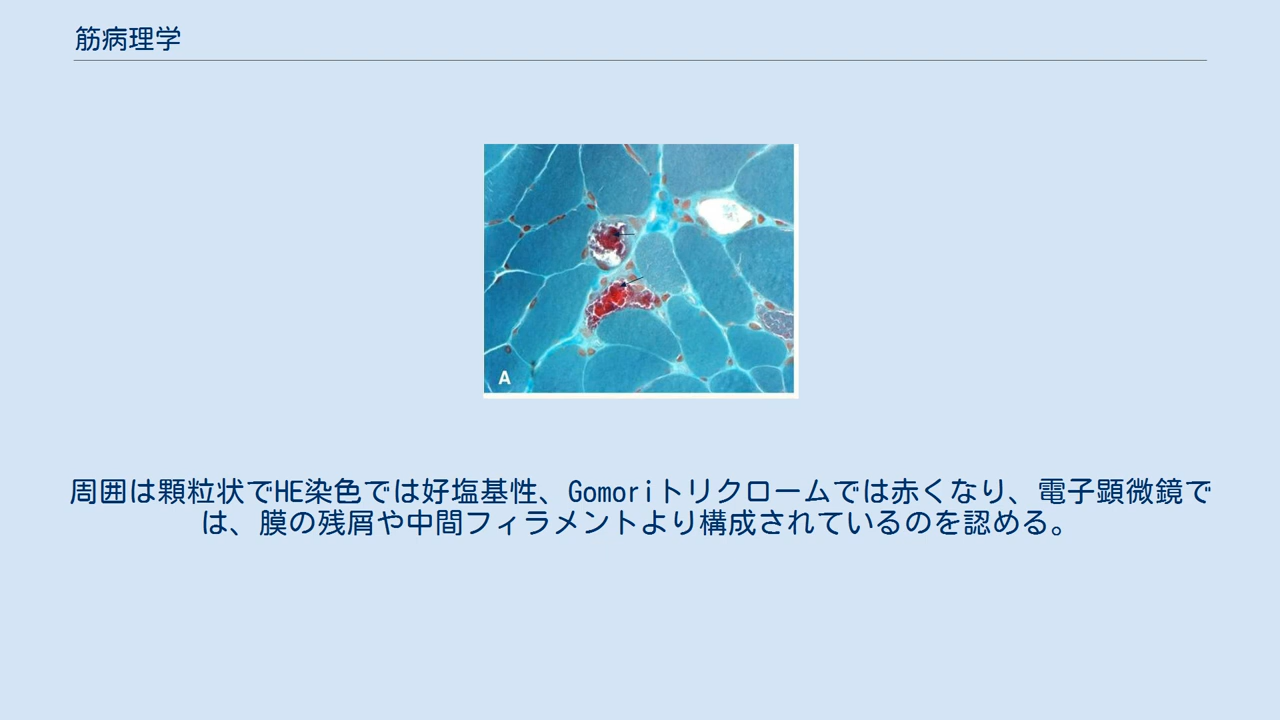 筋病理学
A
周囲は顆粒状でHE染色では好塩基性、Gomoriトリクロームでは赤くなり、電子顕微鏡で
は、膜の残屑や中間フィラメントより構成されているのを認める。